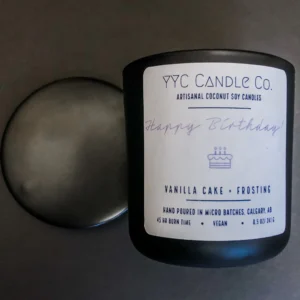 YYC CANDLE CO.
ARTISANAL COCONUT SOY CANDLES
"Happy Birthday"
VANILLA CAKE + FROSTING
HAND POURED IN MICRO BATCHES, CALGARY, AB
45 HR BURN TIME • VEGAN •